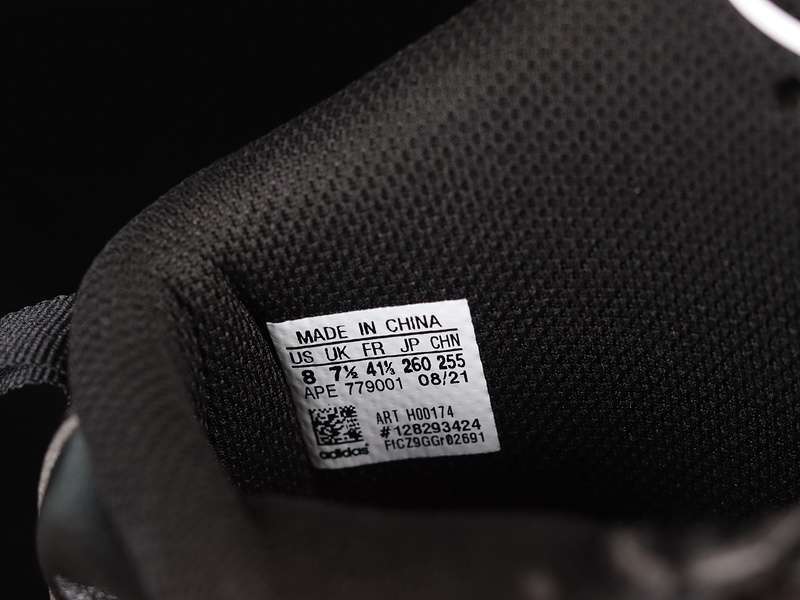 MADE IN CHINA
US UK FR JP CHN
8 7½ 41⅓ 260 255
APE 779001 08/21
ART H00174
#128293424
FICZ9GGr02691
adidas